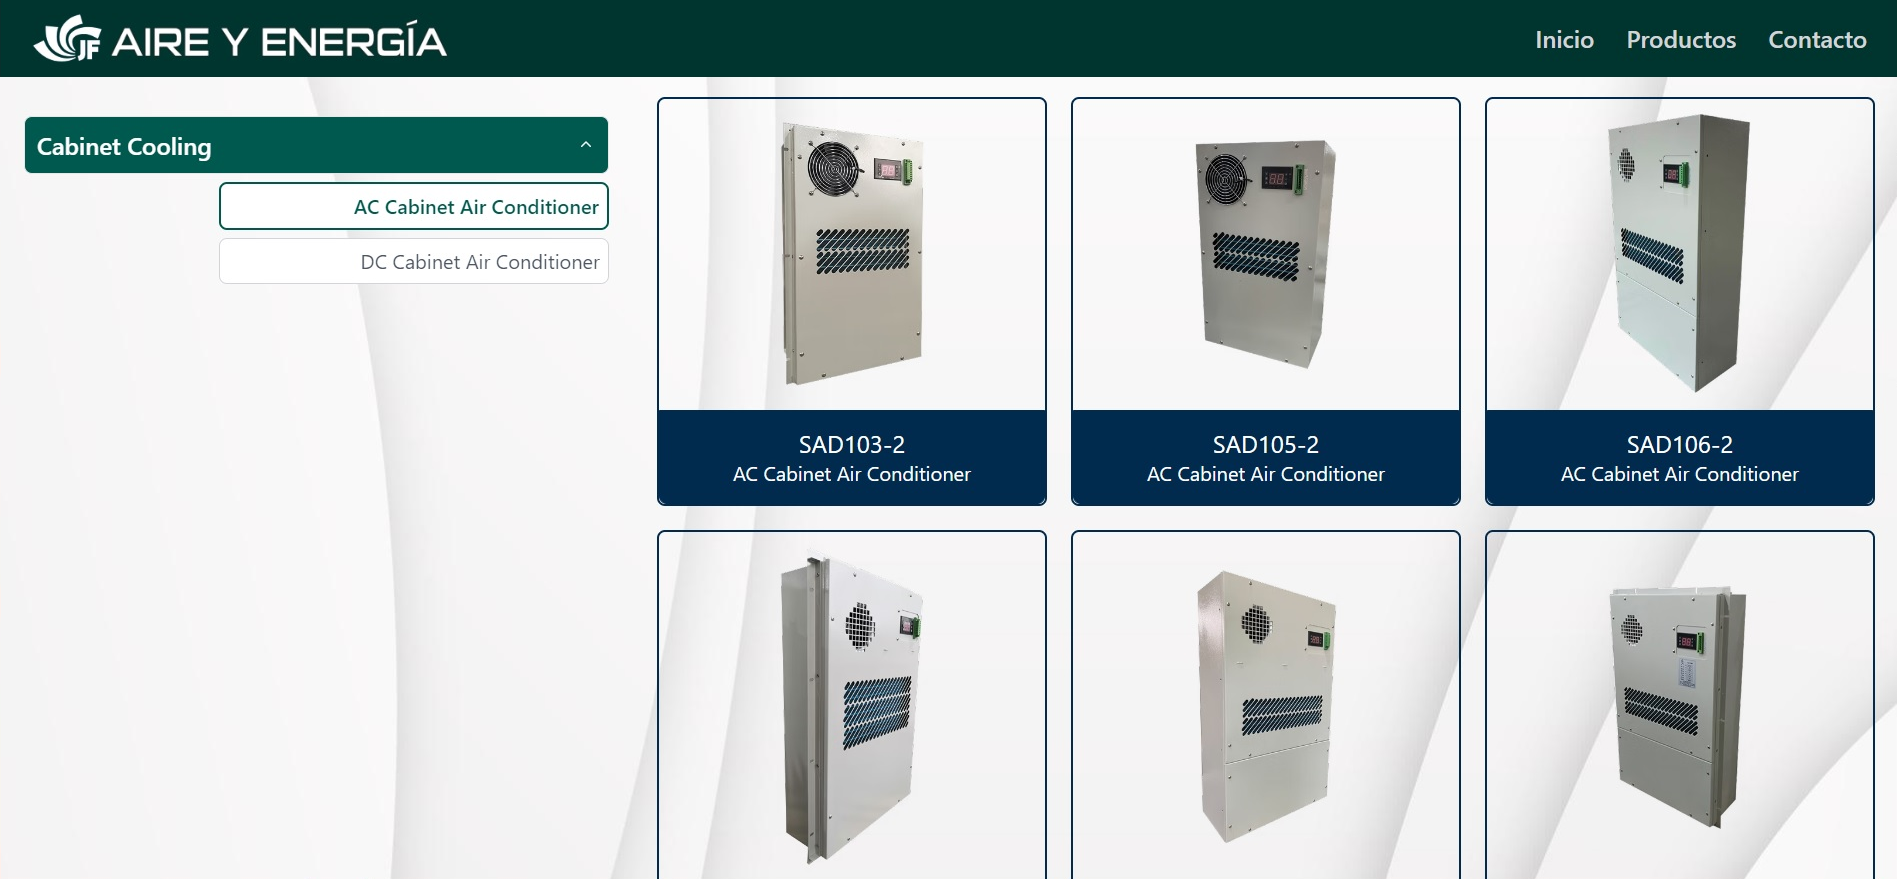 JF AIRE Y ENERGÍA
Inicio
Productos
Contacto
Cabinet Cooling
AC Cabinet Air Conditioner
DC Cabinet Air Conditioner
SAD103-2
AC Cabinet Air Conditioner
SAD105-2
AC Cabinet Air Conditioner
SAD106-2
AC Cabinet Air Conditioner